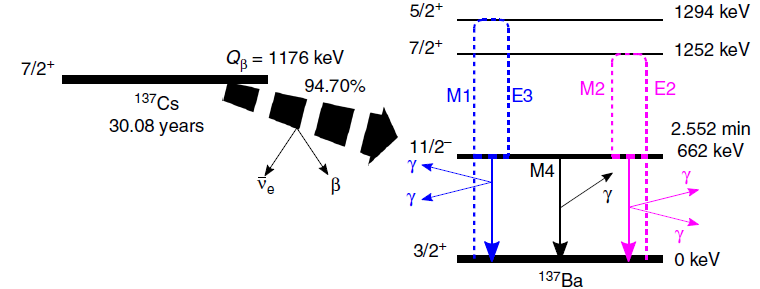 5/2⁺ 1294 keV
7/2⁺ 1252 keV
7/2⁺ Qᵦ = 1176 keV
94.70%
M1 E3 M2 E2
¹³⁷Cs
30.08 years
2.552 min
11/2⁻ 662 keV
M4
γ γ γ
ν̄ₑ β γ
γ
3/2⁺ 0 keV
¹³⁷Ba